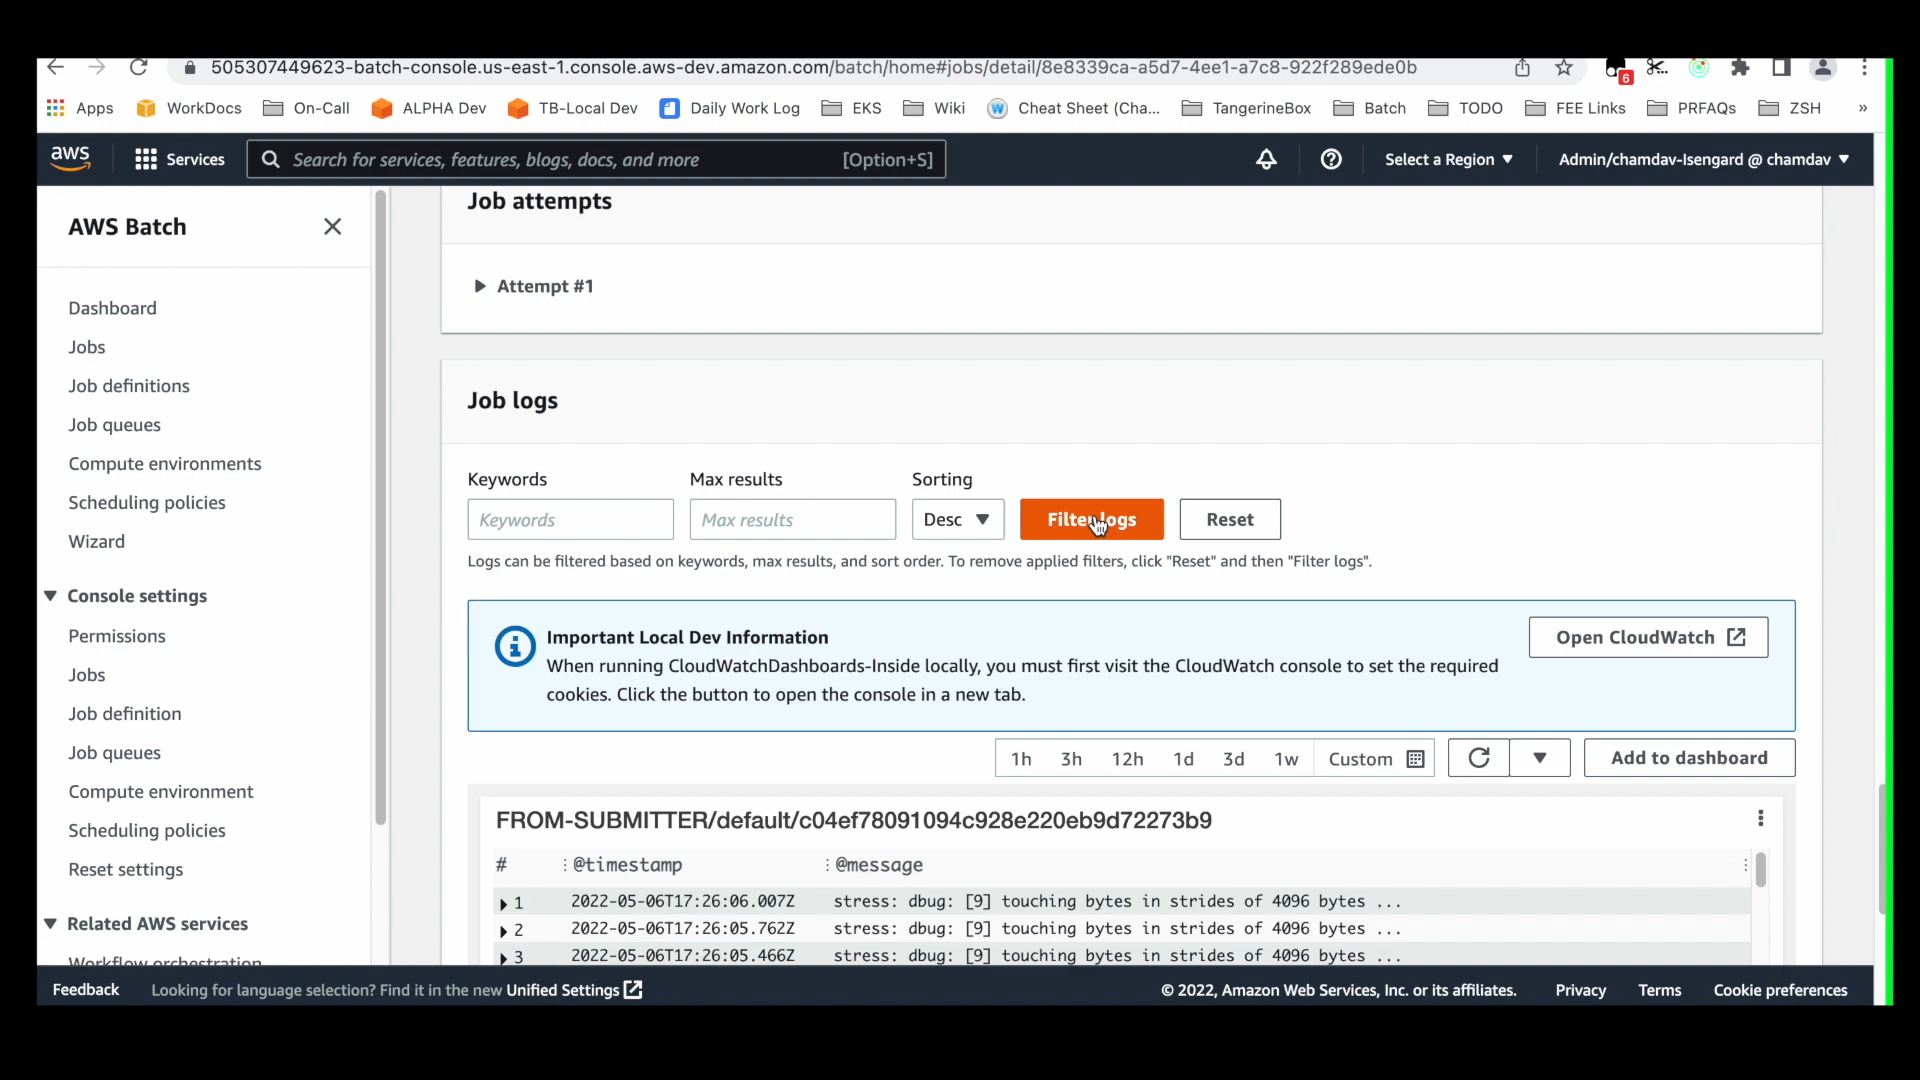 505307449623-batch-console.us-east-1.console.aws-dev.amazon.com/batch/home#jobs/detail/8e8339ca-a5d7-4ee1-a7c8-922f289ede0b
6
Apps WorkDocs On-Call ALPHA Dev TB-Local Dev Daily Work Log EKS Wiki W Cheat Sheet (Cha... TangerineBox Batch TODO FEE Links PRFAQs ZSH »
aws Services Search for services, features, blogs, docs, and more [Option+S] Select a Region ▼ Admin/chamdav-Isengard @ chamdav ▼
AWS Batch
Dashboard
Jobs
Job definitions
Job queues
Compute environments
Scheduling policies
Wizard
Console settings
Permissions
Jobs
Job definition
Job queues
Compute environment
Scheduling policies
Reset settings
Related AWS services
Workflow orchestration
Job attempts
Attempt #1
Job logs
Keywords Max results Sorting
Keywords Max results Desc Filter logs Reset
Logs can be filtered based on keywords, max results, and sort order. To remove applied filters, click "Reset" and then "Filter logs".
Important Local Dev Information
When running CloudWatchDashboards-Inside locally, you must first visit the CloudWatch console to set the required
cookies. Click the button to open the console in a new tab.
Open CloudWatch
1h 3h 12h 1d 3d 1w Custom Add to dashboard
FROM-SUBMITTER/default/c04ef78091094c928e220eb9d72273b9
# @timestamp @message
1 2022-05-06T17:26:06.007Z stress: dbug: [9] touching bytes in strides of 4096 bytes ...
2 2022-05-06T17:26:05.762Z stress: dbug: [9] touching bytes in strides of 4096 bytes ...
3 2022-05-06T17:26:05.466Z stress: dbug: [9] touching bytes in strides of 4096 bytes ...
Feedback Looking for language selection? Find it in the new Unified Settings © 2022, Amazon Web Services, Inc. or its affiliates. Privacy Terms Cookie preferences